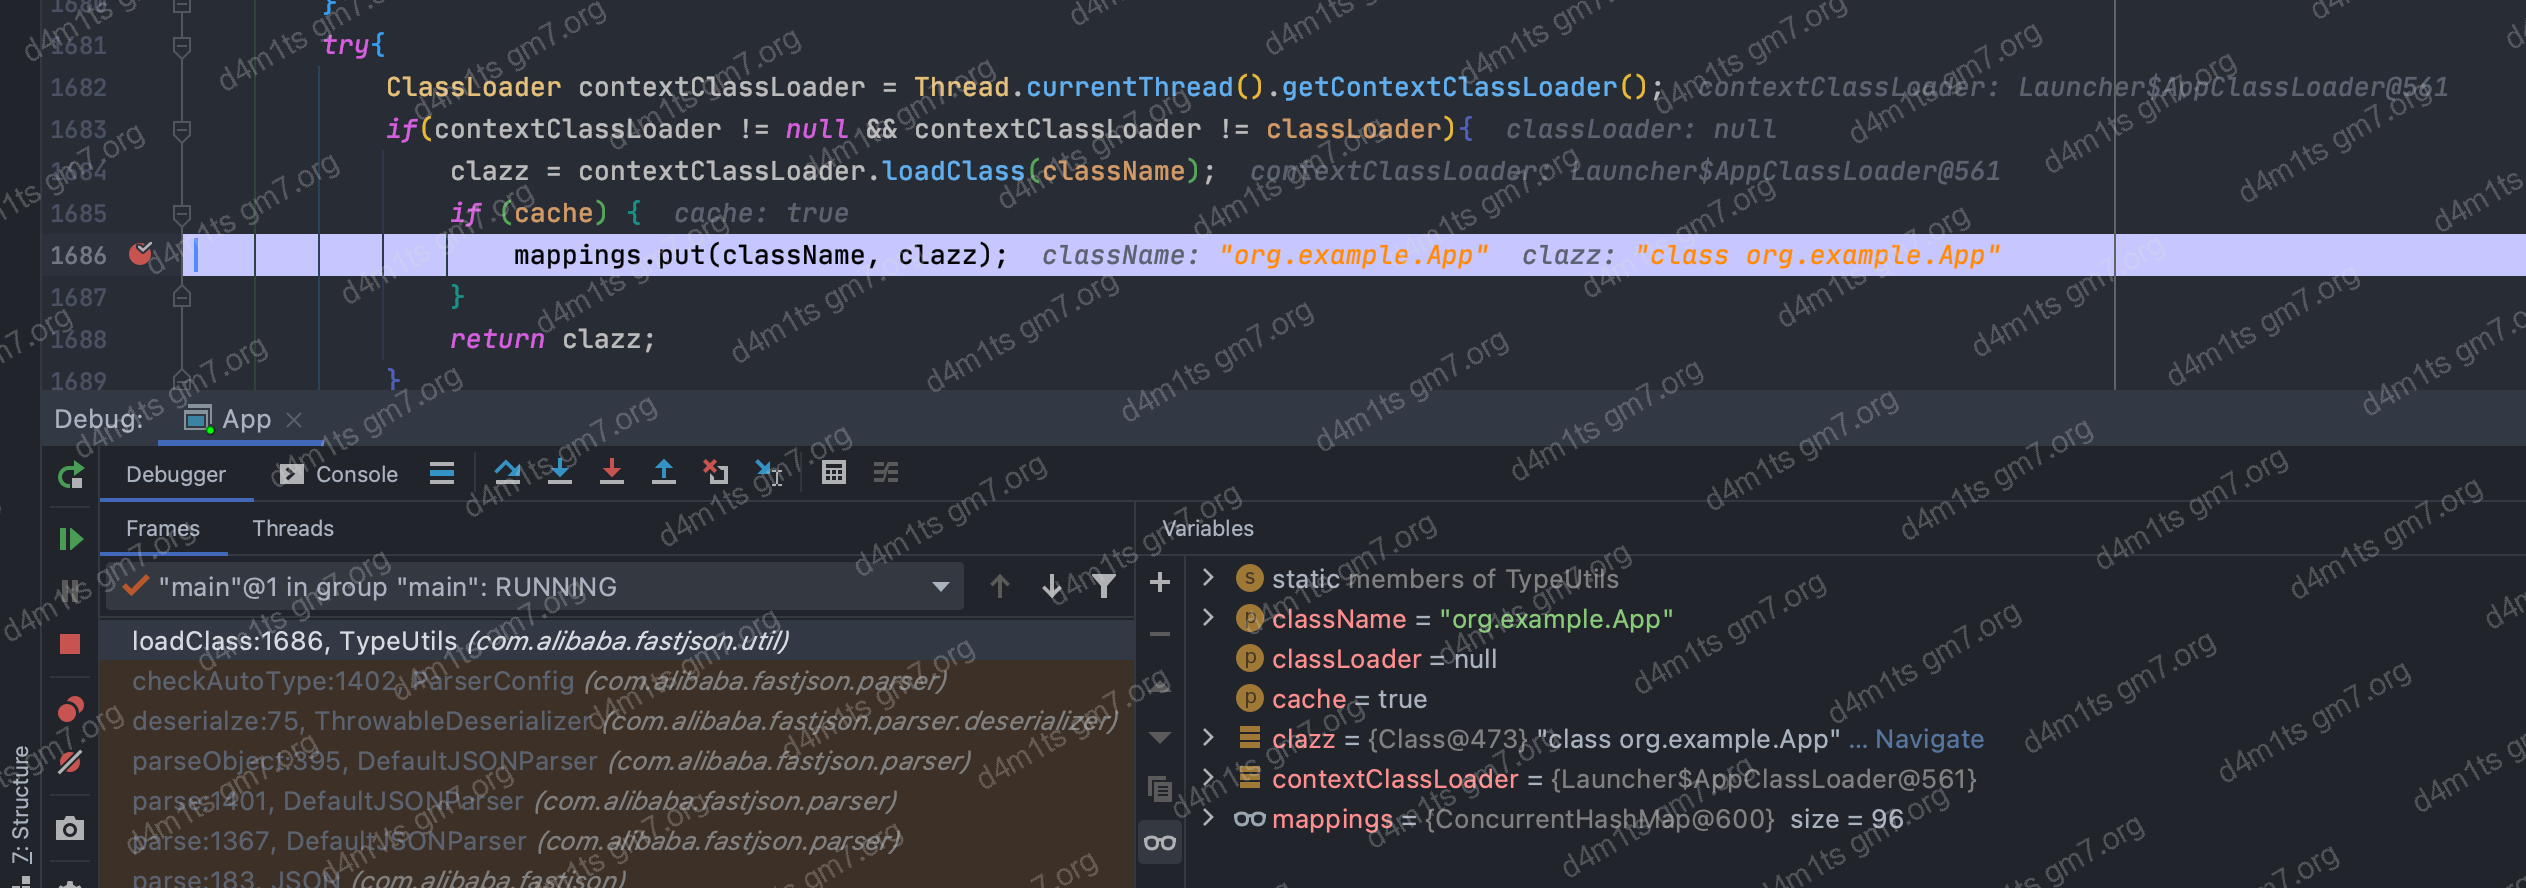 1680 }
1681 try{
1682 ClassLoader contextClassLoader = Thread.currentThread().getContextClassLoader(); contextClassLoader: Launcher$AppClassLoader@561
1683 if(contextClassLoader != null && contextClassLoader != classLoader){ classLoader: null
1684 clazz = contextClassLoader.loadClass(className); contextClassLoader: Launcher$AppClassLoader@561
1685 if (cache) { cache: true
1686 mappings.put(className, clazz); className: "org.example.App" clazz: "class org.example.App"
1687 }
1688 return clazz;
1689 }
Debug: App
Debugger Console
Frames Threads
Variables
"main"@1 in group "main": RUNNING
loadClass:1686, TypeUtils (com.alibaba.fastjson.util)
checkAutoType:1402, ParserConfig (com.alibaba.fastjson.parser)
deserialze:75, ThrowableDeserializer (com.alibaba.fastjson.parser.deserializer)
parseObject:395, DefaultJSONParser (com.alibaba.fastjson.parser)
parse:1401, DefaultJSONParser (com.alibaba.fastjson.parser)
parse:1367, DefaultJSONParser (com.alibaba.fastjson.parser)
parse:183, JSON (com.alibaba.fastjson)
static members of TypeUtils
className = "org.example.App"
classLoader = null
cache = true
clazz = {Class@473} "class org.example.App" ... Navigate
contextClassLoader = {Launcher$AppClassLoader@561}
mappings = {ConcurrentHashMap@600} size = 96
7: Structure
d4m1ts gm7.org